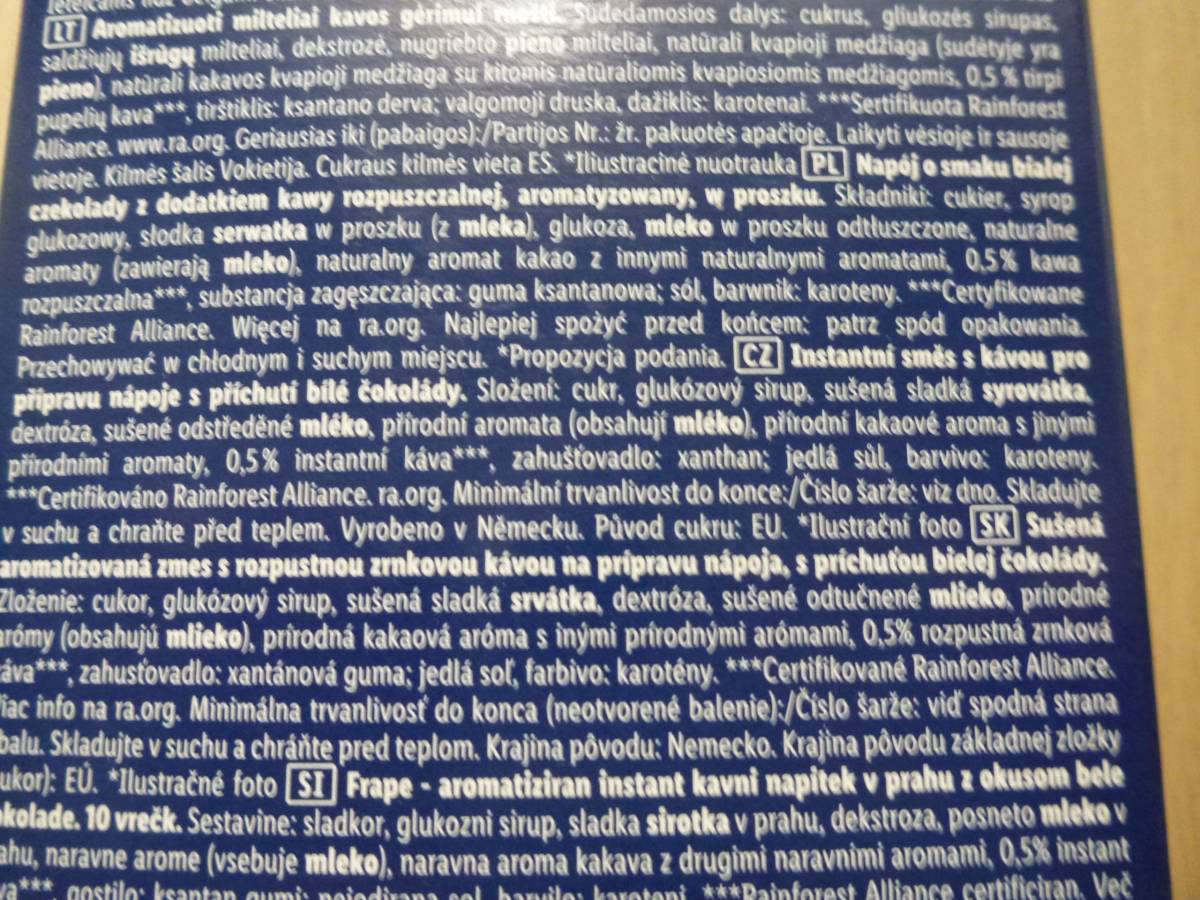 LT Aromatizuoti milteliai kavos gėrimui ruošti. Sudedamosios dalys: cukrus, gliukozės sirupas,
saldžiųjų išrūgų milteliai, dekstrozė, nugriebto pieno milteliai, natūrali kvapioji medžiaga (sudėtyje yra
pieno), natūrali kakavos kvapioji medžiaga su kitomis natūraliomis kvapiosiomis medžiagomis, 0,5 % tirpi
pupelių kava***, tirštiklis: ksantano derva; valgomoji druska, dažiklis: karotenai. ***Sertifikuota Rainforest
Alliance. www.ra.org. Geriausias iki (pabaigos):/Partijos Nr.: žr. pakuotės apačioje. Laikyti vėsioje ir sausoje
vietoje. Kilmės šalis Vokietija. Cukraus kilmės vieta ES. *Iliustracinė nuotrauka PL Napój o smaku białej
czekolady z dodatkiem kawy rozpuszczalnej, aromatyzowany, w proszku. Składniki: cukier, syrop
glukozowy, słodka serwatka w proszku (z mleka), glukoza, mleko w proszku odtłuszczone, naturalne
aromaty (zawierają mleko), naturalny aromat kakao z innymi naturalnymi aromatami, 0,5% kawa
rozpuszczalna***, substancja zagęszczająca: guma ksantanowa; sól, barwnik: karoteny. ***Certyfikowane
Rainforest Alliance. Więcej na ra.org. Najlepiej spożyć przed końcem: patrz spód opakowania.
Przechowywać w chłodnym i suchym miejscu. *Propozycja podania. CZ Instantní směs s kávou pro
přípravu nápoje s příchutí bílé čokolády. Složení: cukr, glukózový sirup, sušená sladká syrovátka,
dextróza, sušené odstředěné mléko, přírodní aromata (obsahují mléko), přírodní kakaové aroma s jinými
přírodními aromaty, 0,5% instantní káva***, zahušťovadlo: xanthan; jedlá sůl, barvivo: karoteny.
***Certifikováno Rainforest Alliance. ra.org. Minimální trvanlivost do konce:/Číslo šarže: viz dno. Skladujte
v suchu a chraňte před teplem. Vyrobeno v Německu. Původ cukru: EU. *Ilustrační foto SK Sušená
aromatizovaná zmes s rozpustnou zrnkovou kávou na prípravu nápoja, s príchuťou bielej čokolády.
Zloženie: cukor, glukózový sirup, sušená sladká srvátka, dextróza, sušené odtučnené mlieko, prírodné
arómy (obsahujú mlieko), prírodná kakaová aróma s inými prírodnými arómami, 0,5% rozpustná zrnková
áva***, zahusťovadlo: xantánová guma; jedlá soľ, farbivo: karotény. ***Certifikované Rainforest Alliance.
iac info na ra.org. Minimálna trvanlivosť do konca (neotvorené balenie):/Číslo šarže: viď spodná strana
balu. Skladujte v suchu a chráňte pred teplom. Krajina pôvodu: Nemecko. Krajina pôvodu základnej zložky
ukor): EÚ. *Ilustračné foto SI Frape - aromatiziran instant kavni napitek v prahu z okusom bele
okolade. 10 vrečk. Sestavine: sladkor, glukozni sirup, sladka sirotka v prahu, dekstroza, posneto mleko v
ahu, naravne arome (vsebuje mleko), naravna aroma kakava z drugimi naravnimi aromami, 0,5% instant
va***, gostilo: ksantan gumi; nejodirana sol, barvilo: karoteni. ***Rainforest Alliance certificiran. Več